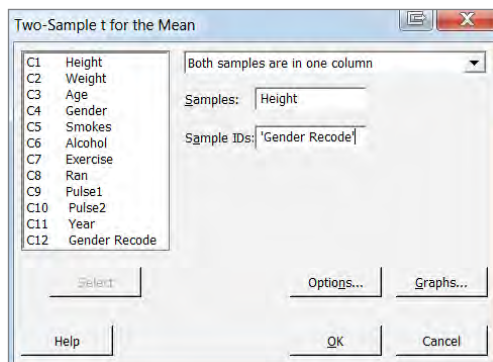 Two-Sample t for the Mean
C1 Height
C2 Weight
C3 Age
C4 Gender
C5 Smokes
C6 Alcohol
C7 Exercise
C8 Ran
C9 Pulse1
C10 Pulse2
C11 Year
C12 Gender Recode
Both samples are in one column
Samples: Height
Sample IDs: 'Gender Recode'
Select
Options... Graphs...
Help OK Cancel